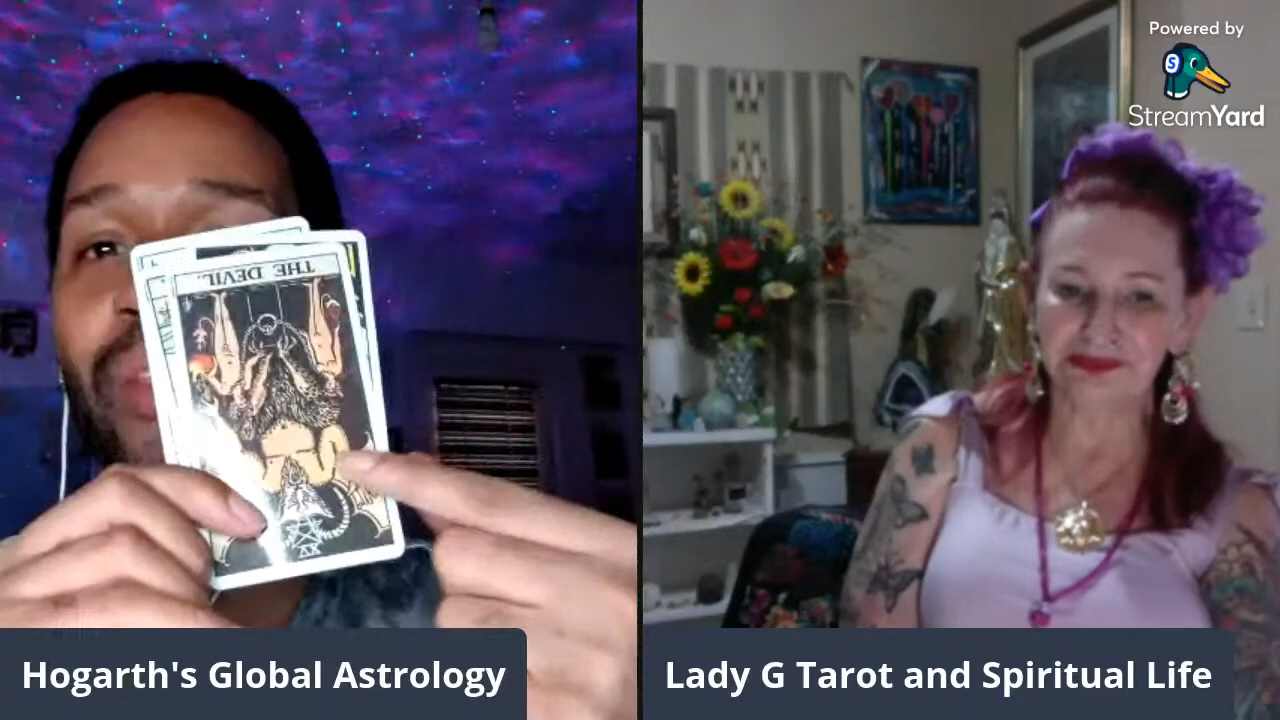 Powered by
StreamYard
S
THE DEVIL.
XV
Hogarth's Global Astrology
Lady G Tarot and Spiritual Life